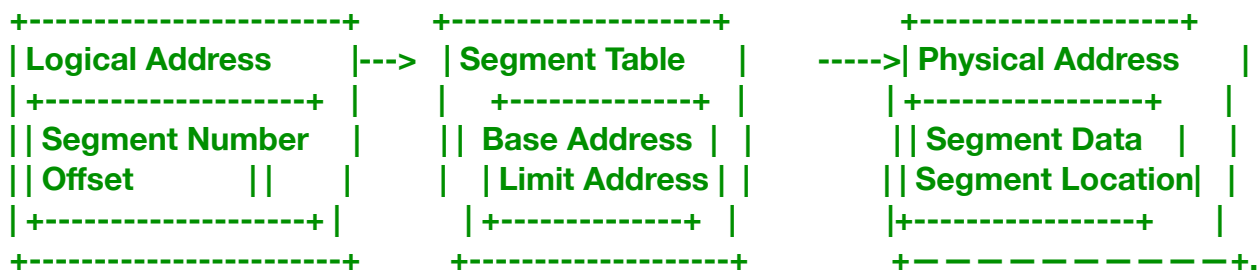 +-----------------------+ +-------------------+ +-------------------+
| Logical Address |---> | Segment Table | ----->| Physical Address |
| +-------------------+ | | +--------------+ | | +----------------+ |
|| Segment Number | || Base Address | | || Segment Data | |
|| Offset || | | | Limit Address | | || Segment Location| |
| +-------------------+ | | +--------------+ | |+----------------+ |
+-----------------------+ +-------------------+ +— — — — — — — — — — —+.